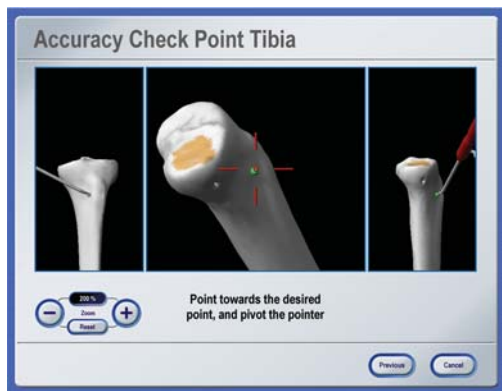 Accuracy Check Point Tibia
200 %
Zoom
Reset
Point towards the desired
point, and pivot the pointer
Previous
Cancel